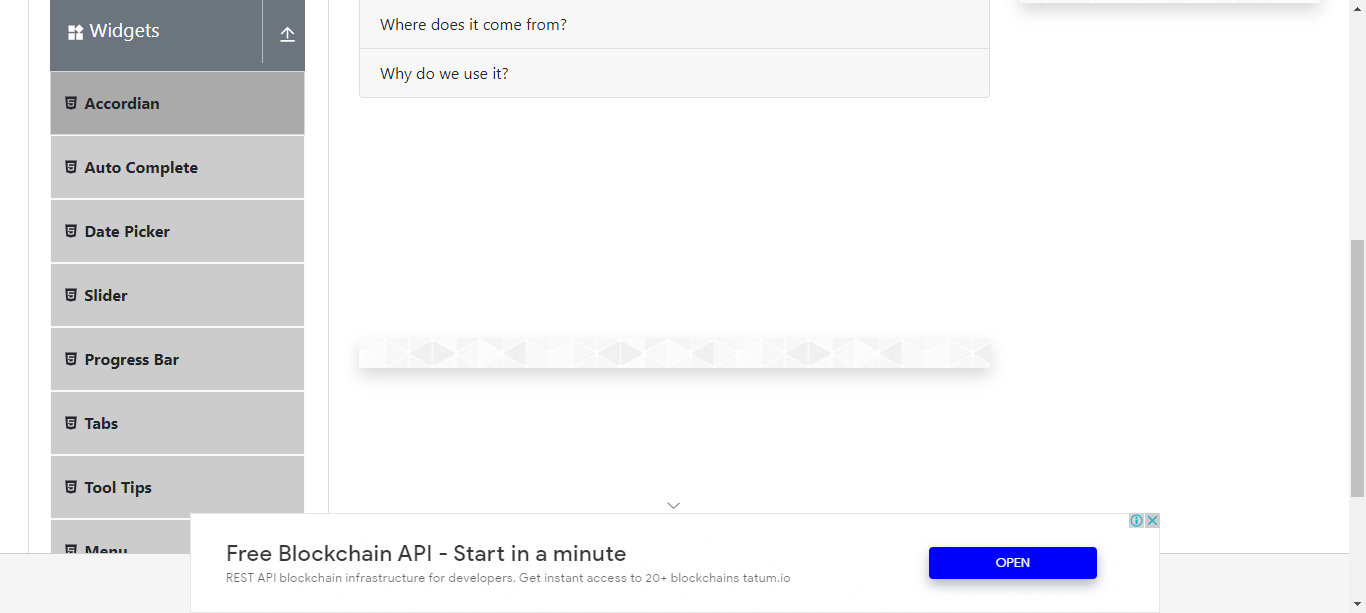 Widgets
Accordian
Auto Complete
Date Picker
Slider
Progress Bar
Tabs
Tool Tips
Menu
Where does it come from?
Why do we use it?
Free Blockchain API - Start in a minute
REST API blockchain infrastructure for developers. Get instant access to 20+ blockchains tatum.io
OPEN